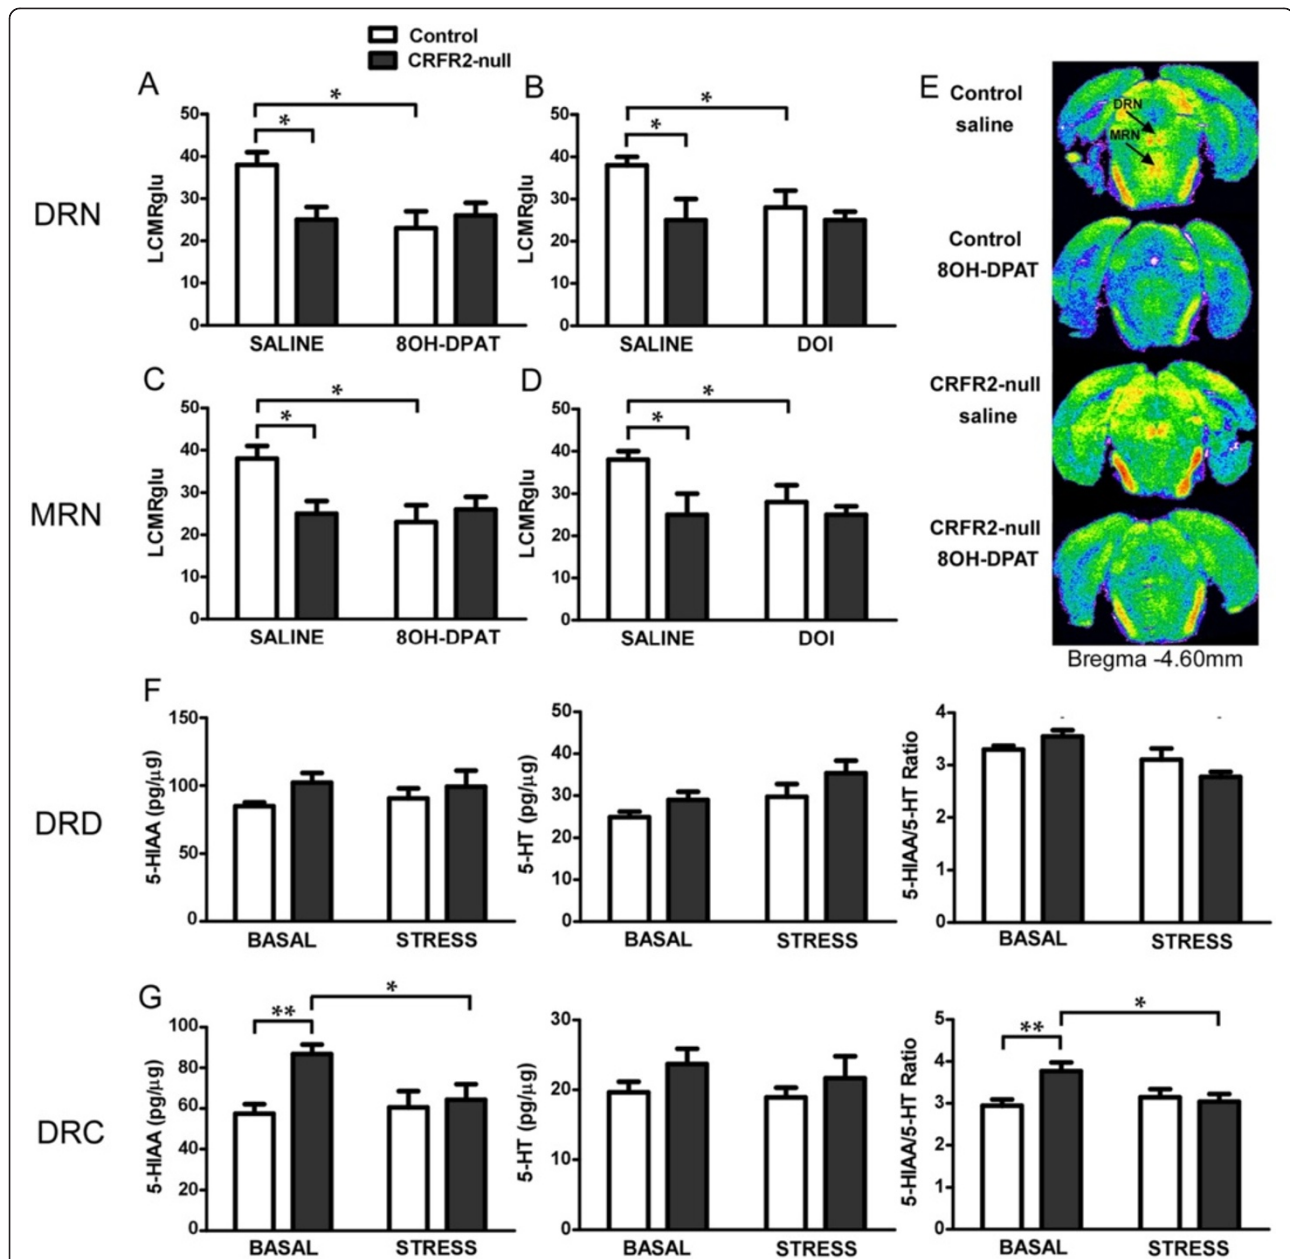 Control
CRFR2-null
A
B
E
DRN
LCMRglu
50
40
30
20
10
0
*
*
SALINE
8OH-DPAT
LCMRglu
50
40
30
20
10
0
*
*
SALINE
DOI
Control
saline
DRN
MRN
Control
8OH-DPAT
CRFR2-null
saline
CRFR2-null
8OH-DPAT
Bregma -4.60mm
C
D
MRN
LCMRglu
50
40
30
20
10
0
*
*
SALINE
8OH-DPAT
LCMRglu
50
40
30
20
10
0
*
*
SALINE
DOI
F
DRD
5-HIAA (pg/µg)
150
100
50
0
BASAL
STRESS
5-HT (pg/µg)
50
40
30
20
10
0
BASAL
STRESS
5-HIAA/5-HT Ratio
4
3
2
1
0
BASAL
STRESS
G
DRC
5-HIAA (pg/µg)
100
80
60
40
20
0
**
*
BASAL
STRESS
5-HT (pg/µg)
30
20
10
0
BASAL
STRESS
5-HIAA/5-HT Ratio
5
4
3
2
1
0
**
*
BASAL
STRESS